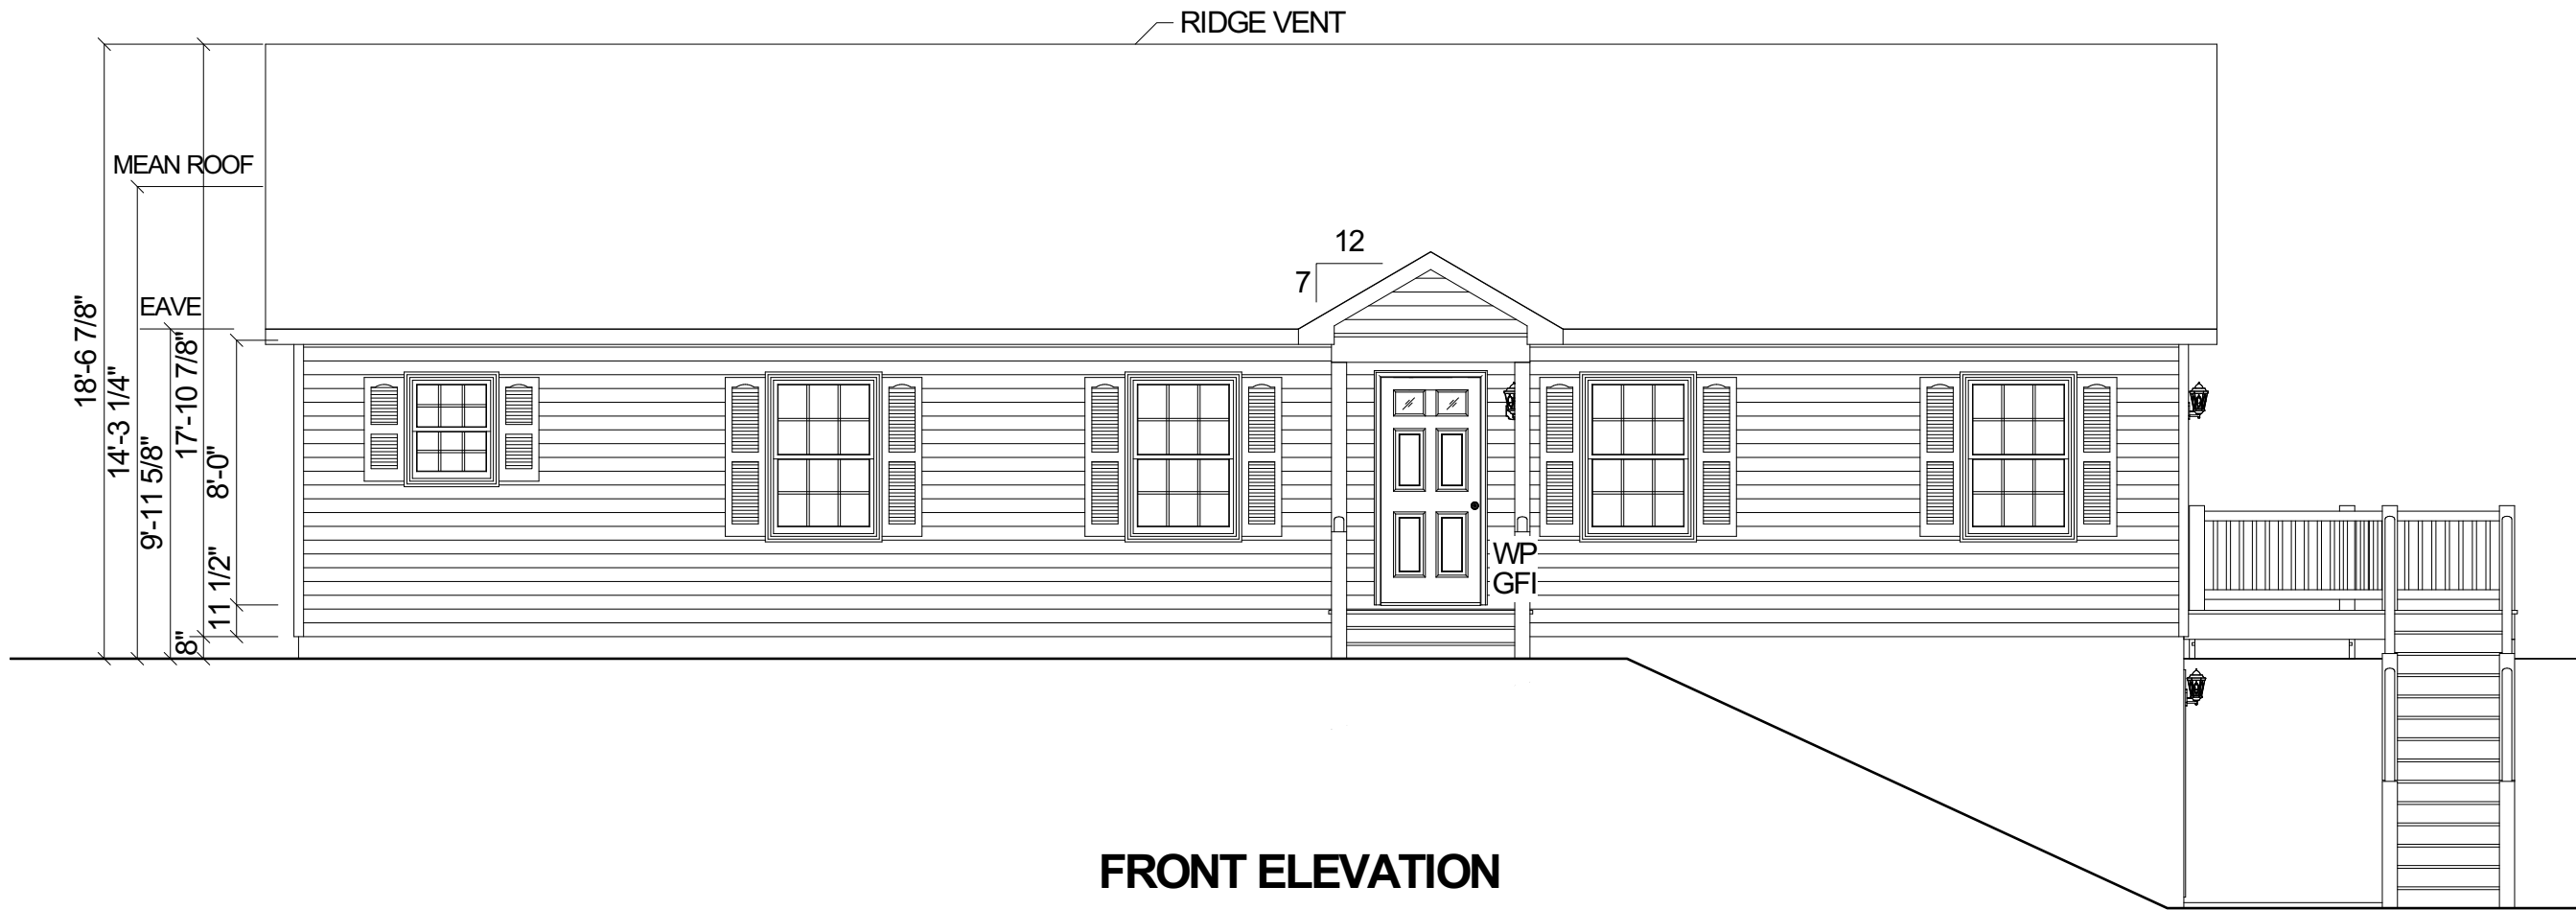 RIDGE VENT
MEAN ROOF
12
7
EAVE
18'-6 7/8"
14'-3 1/4"
9'-11 5/8"
17'-10 7/8"
8'-0"
11 1/2"
8"
WP
GFI
FRONT ELEVATION